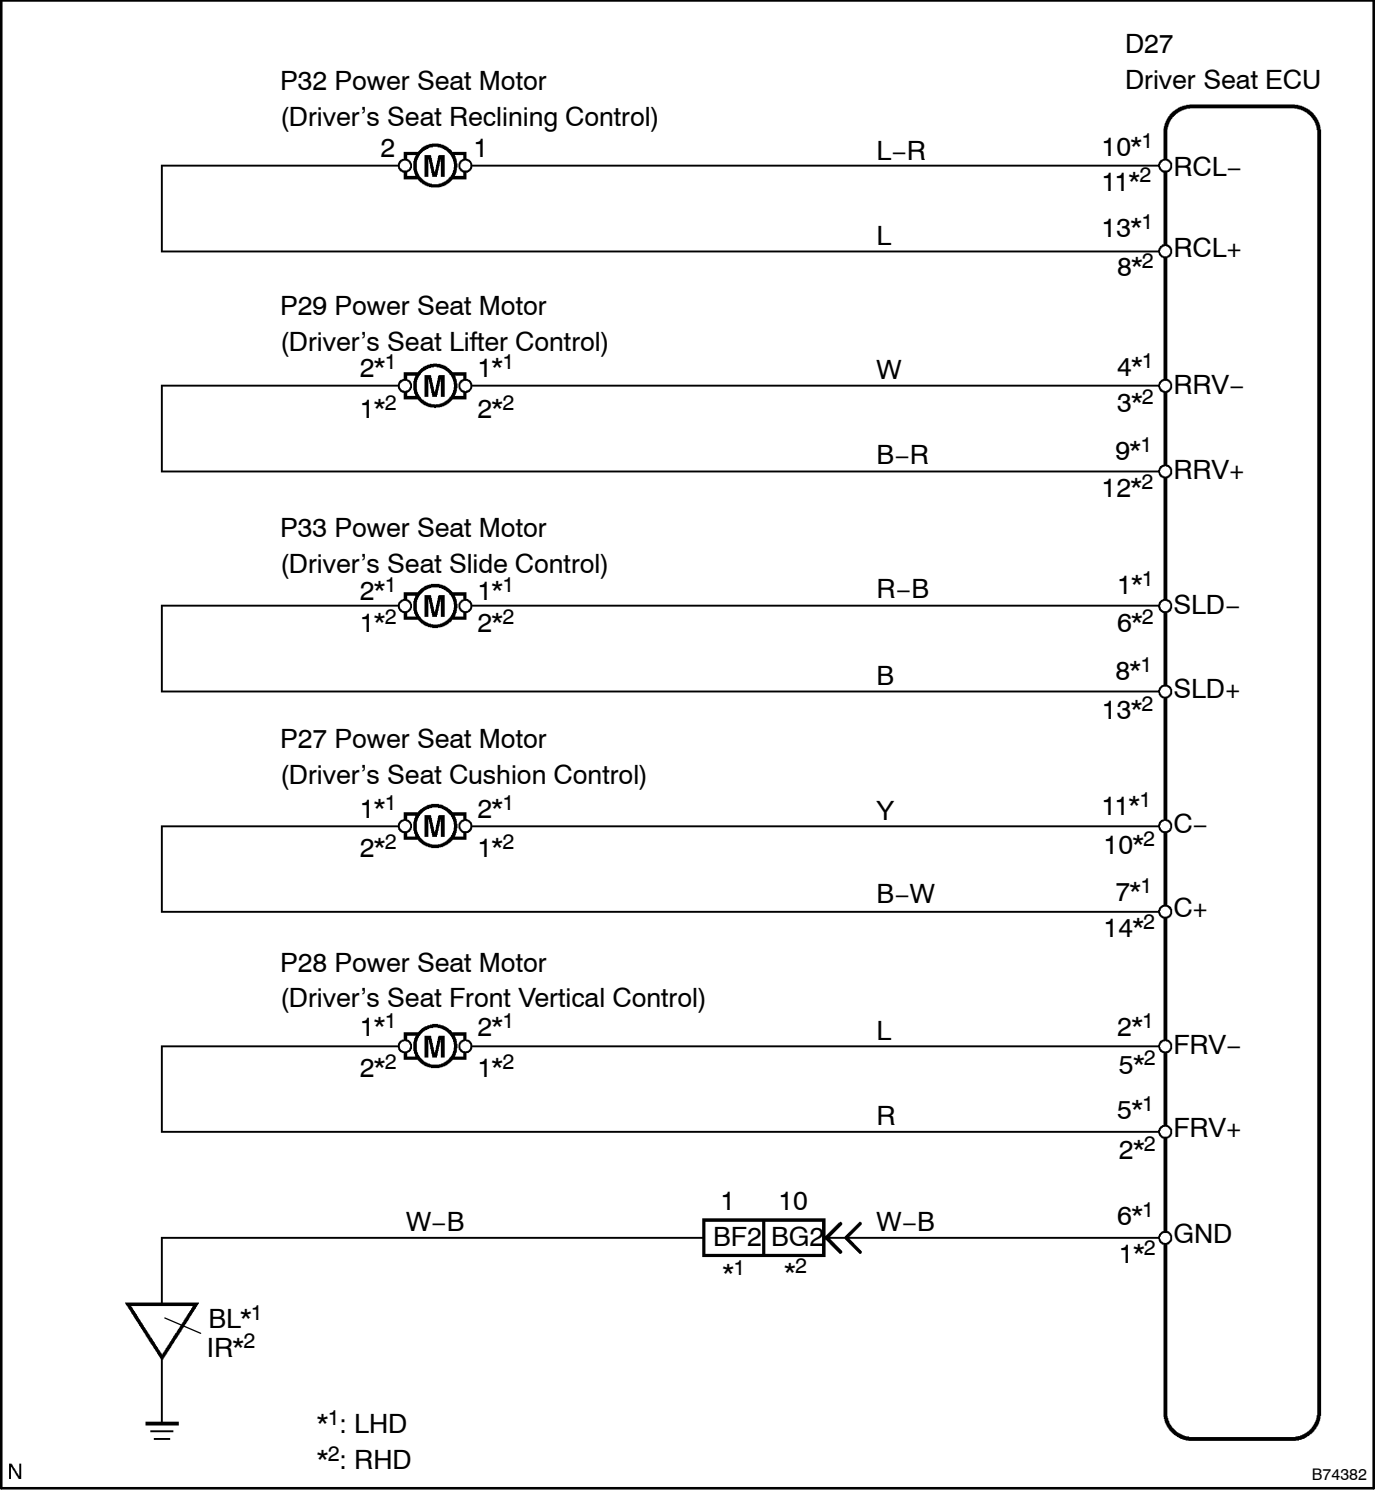 D27
Driver Seat ECU
P32 Power Seat Motor
(Driver's Seat Reclining Control)
2 M 1 L−R 10*1 RCL−
11*2
L 13*1 RCL+
8*2
P29 Power Seat Motor
(Driver's Seat Lifter Control)
2*1 M 1*1 W 4*1 RRV−
1*2 2*2 3*2
B−R 9*1 RRV+
12*2
P33 Power Seat Motor
(Driver's Seat Slide Control)
2*1 M 1*1 R−B 1*1 SLD−
1*2 2*2 6*2
B 8*1 SLD+
13*2
P27 Power Seat Motor
(Driver's Seat Cushion Control)
1*1 M 2*1 Y 11*1 C−
2*2 1*2 10*2
B−W 7*1 C+
14*2
P28 Power Seat Motor
(Driver's Seat Front Vertical Control)
1*1 M 2*1 L 2*1 FRV−
2*2 1*2 5*2
R 5*1 FRV+
2*2
1 10
W−B BF2 BG2 W−B 6*1 GND
*1 *2 1*2
BL*1
IR*2
*1: LHD
*2: RHD
N B74382